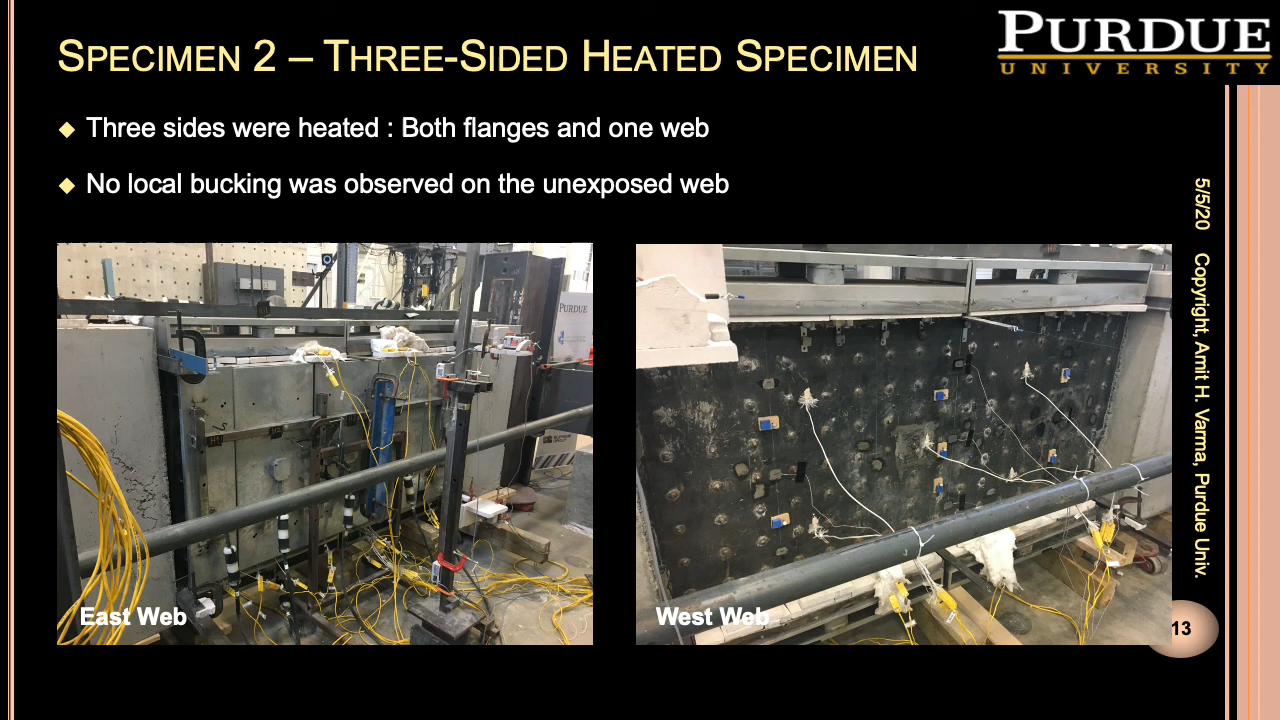 SPECIMEN 2 – THREE-SIDED HEATED SPECIMEN
PURDUE
UNIVERSITY
Three sides were heated : Both flanges and one web
No local bucking was observed on the unexposed web
5/5/20 Copyright, Amit H. Varma, Purdue Univ.
PURDUE
East Web
West Web
13